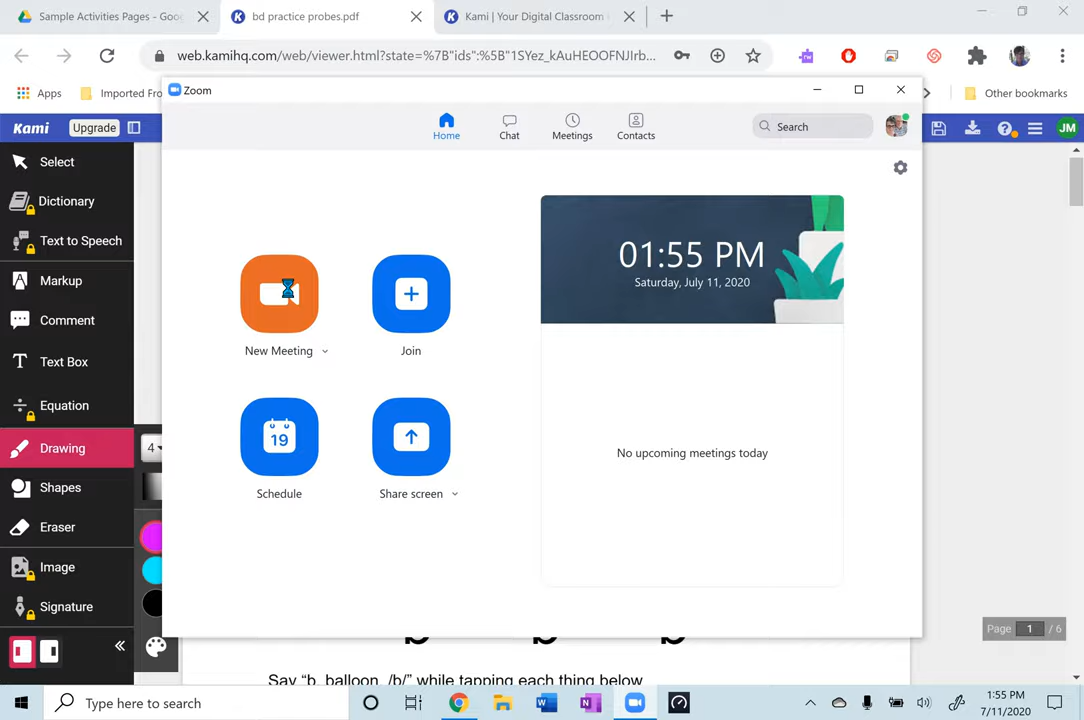 Sample Activities Pages - Goo
bd practice probes.pdf
Kami | Your Digital Classroom
web.kamihq.com/web/viewer.html?state=%7B"ids":%5B"1SYez_kAuHEOOFNJIrb...
Apps
Imported Fro
Other bookmarks
Zoom
Home
Chat
Meetings
Contacts
Search
Kami
Upgrade
JM
Select
Dictionary
Text to Speech
Markup
Comment
Text Box
Equation
Drawing
4
Shapes
Eraser
Image
Signature
01:55 PM
Saturday, July 11, 2020
New Meeting
Join
19
Schedule
Share screen
No upcoming meetings today
Page 1 / 6
Say "b, balloon, /b/" while tapping each thing below
Type here to search
1:55 PM
7/11/2020